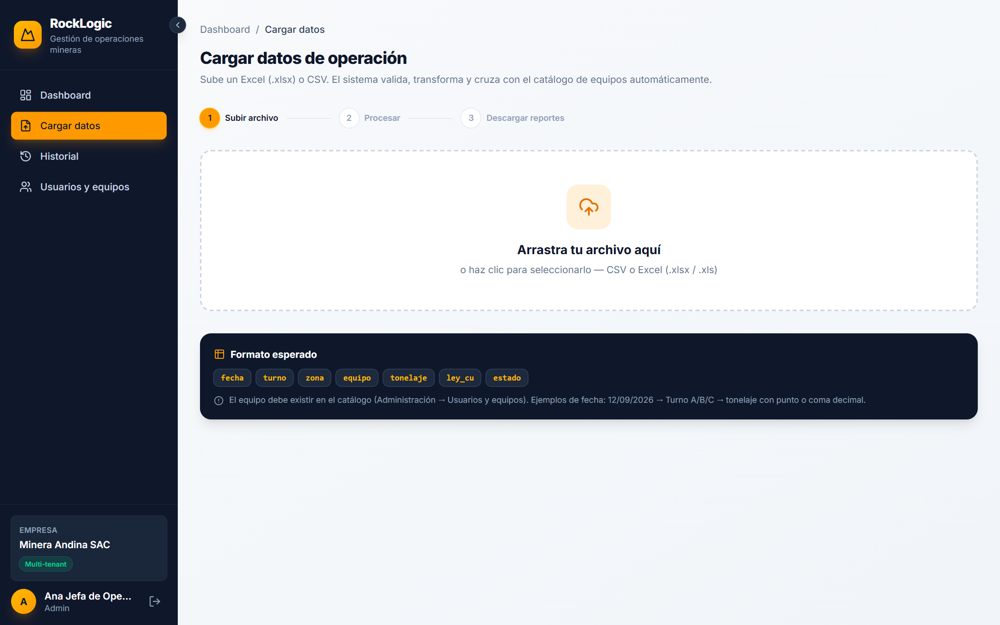 RockLogic
Gestión de operaciones
mineras
Dashboard
Cargar datos
Historial
Usuarios y equipos
EMPRESA
Minera Andina SAC
Multi-tenant
A
Ana Jefa de Ope...
Admin
Dashboard / Cargar datos
Cargar datos de operación
Sube un Excel (.xlsx) o CSV. El sistema valida, transforma y cruza con el catálogo de equipos automáticamente.
1 Subir archivo 2 Procesar 3 Descargar reportes
Arrastra tu archivo aquí
o haz clic para seleccionarlo — CSV o Excel (.xlsx / .xls)
Formato esperado
fecha turno zona equipo tonelaje ley_cu estado
El equipo debe existir en el catálogo (Administración → Usuarios y equipos). Ejemplos de fecha: 12/09/2026 → Turno A/B/C → tonelaje con punto o coma decimal.